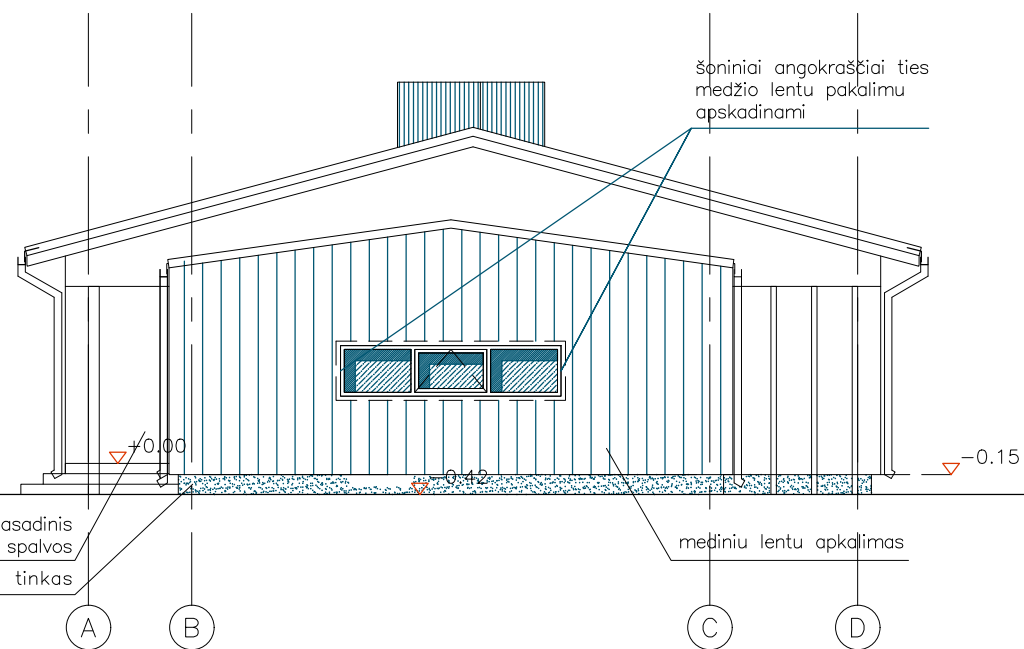 šoniniai angokraščiai ties
medžio lentu pakalimu
apskadinami
+0.00
-0.15
-0.42
asadinis
spalvos
tinkas
mediniu lentu apkalimas
A
B
C
D